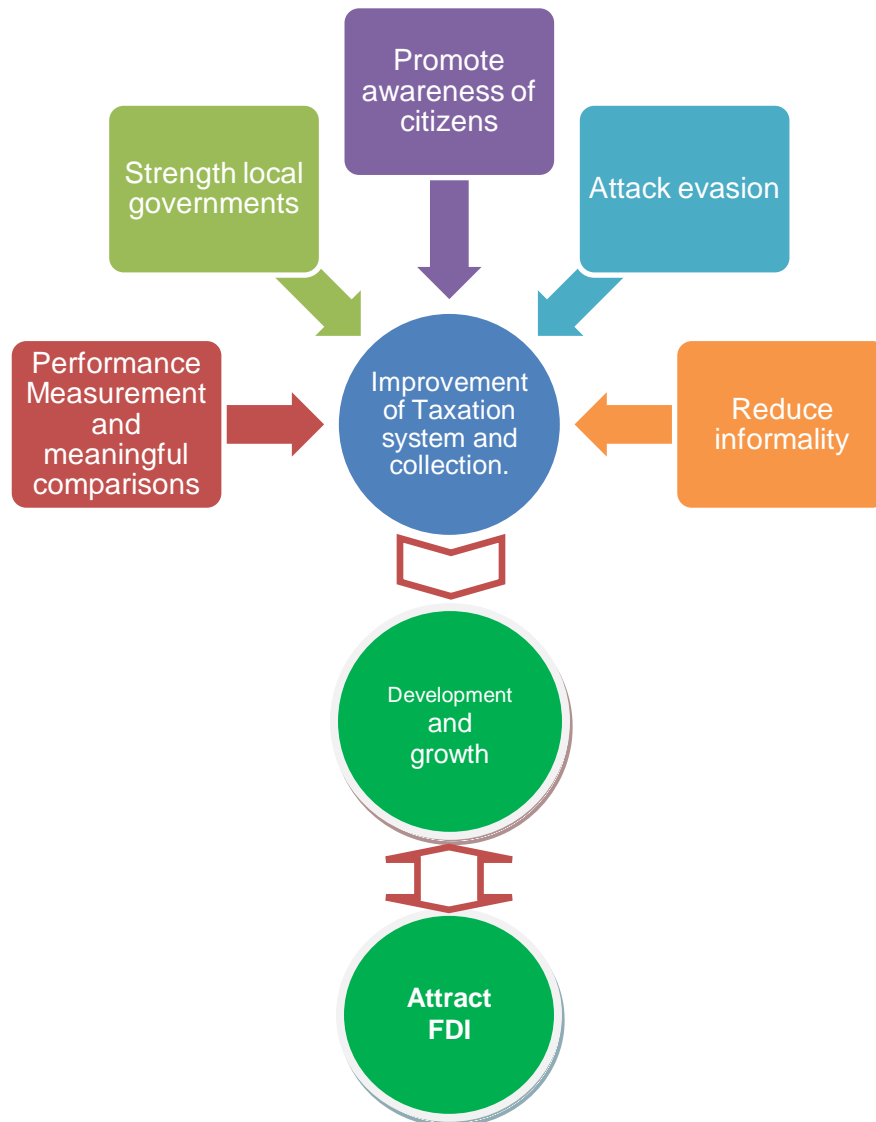 Promote
awareness of
citizens
Strength local
governments
Attack evasion
Performance
Measurement
and
meaningful
comparisons
Improvement
of Taxation
system and
collection.
Reduce
informality
Development
and
growth
Attract
FDI